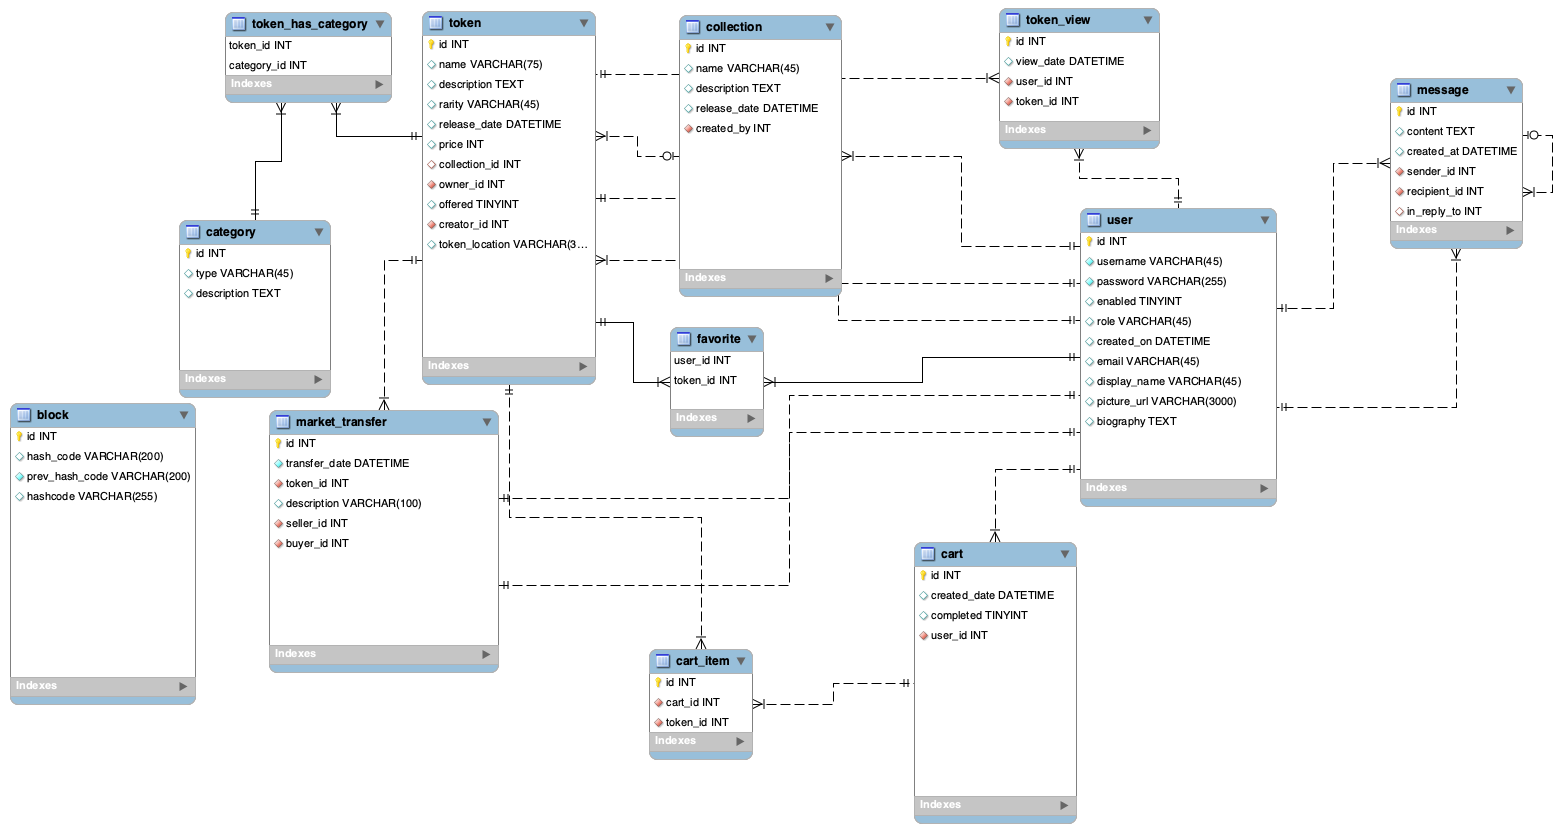 token_has_category
token_id INT
category_id INT
Indexes
token
id INT
name VARCHAR(75)
description TEXT
rarity VARCHAR(45)
release_date DATETIME
price INT
collection_id INT
owner_id INT
offered TINYINT
creator_id INT
token_location VARCHAR(3...
Indexes
collection
id INT
name VARCHAR(45)
description TEXT
release_date DATETIME
created_by INT
Indexes
token_view
id INT
view_date DATETIME
user_id INT
token_id INT
Indexes
message
id INT
content TEXT
created_at DATETIME
sender_id INT
recipient_id INT
in_reply_to INT
Indexes
category
id INT
type VARCHAR(45)
description TEXT
Indexes
user
id INT
username VARCHAR(45)
password VARCHAR(255)
enabled TINYINT
role VARCHAR(45)
created_on DATETIME
email VARCHAR(45)
display_name VARCHAR(45)
picture_url VARCHAR(3000)
biography TEXT
Indexes
favorite
user_id INT
token_id INT
Indexes
block
id INT
hash_code VARCHAR(200)
prev_hash_code VARCHAR(200)
hashcode VARCHAR(255)
Indexes
market_transfer
id INT
transfer_date DATETIME
token_id INT
description VARCHAR(100)
seller_id INT
buyer_id INT
Indexes
cart_item
id INT
cart_id INT
token_id INT
Indexes
cart
id INT
created_date DATETIME
completed TINYINT
user_id INT
Indexes